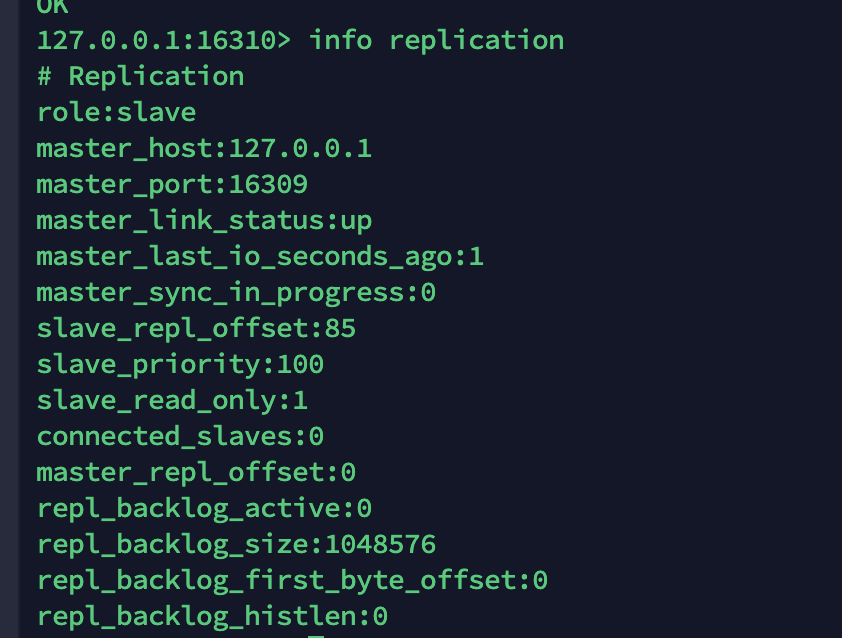 OK
127.0.0.1:16310> info replication
# Replication
role:slave
master_host:127.0.0.1
master_port:16309
master_link_status:up
master_last_io_seconds_ago:1
master_sync_in_progress:0
slave_repl_offset:85
slave_priority:100
slave_read_only:1
connected_slaves:0
master_repl_offset:0
repl_backlog_active:0
repl_backlog_size:1048576
repl_backlog_first_byte_offset:0
repl_backlog_histlen:0